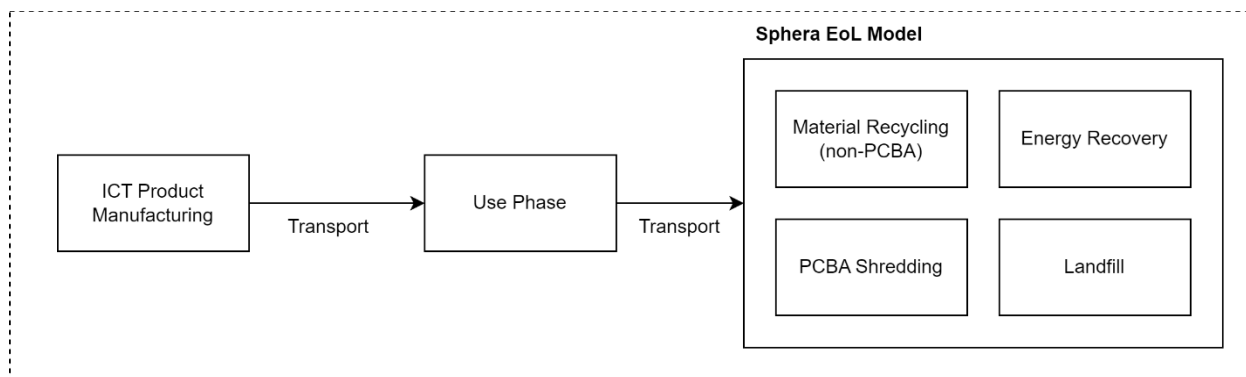 Sphera EoL Model
ICT Product
Manufacturing
Transport
Use Phase
Transport
Material Recycling
(non-PCBA)
Energy Recovery
PCBA Shredding
Landfill